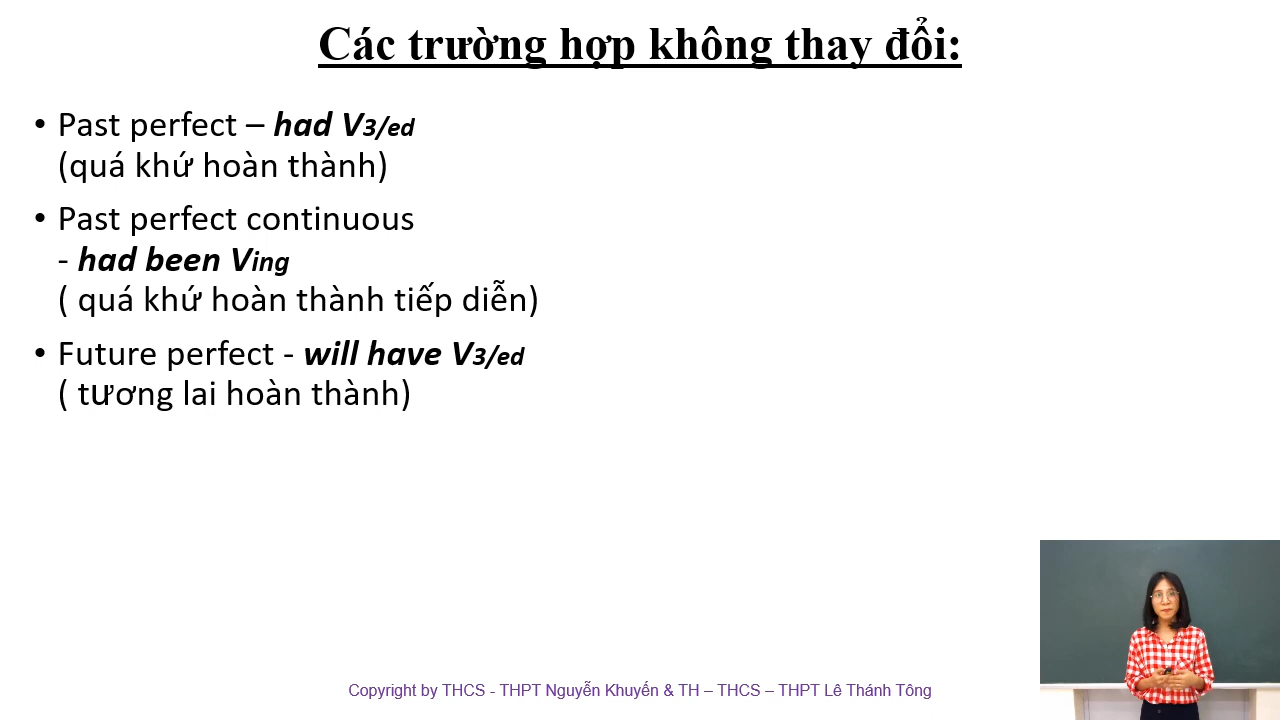 Các trường hợp không thay đổi:
• Past perfect – had V3/ed
(quá khứ hoàn thành)
• Past perfect continuous
- had been Ving
( quá khứ hoàn thành tiếp diễn)
• Future perfect - will have V3/ed
( tương lai hoàn thành)
Copyright by THCS - THPT Nguyễn Khuyến & TH – THCS – THPT Lê Thánh Tông